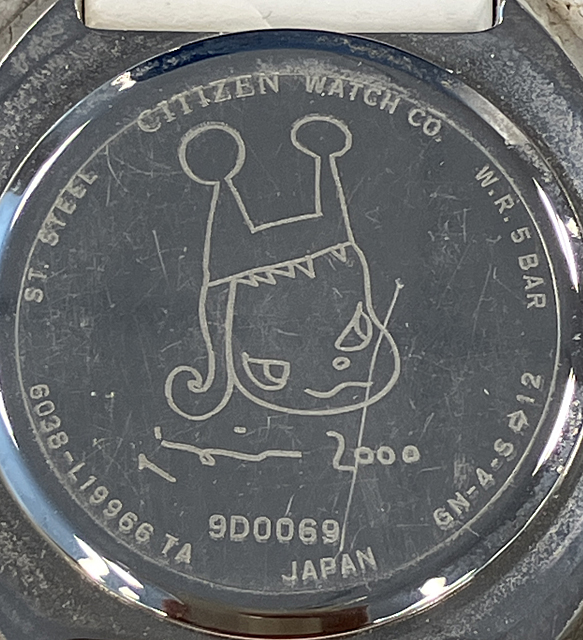 CITIZEN WATCH CO.
W.R. 5 BAR
ST. STEEL
2000
6038-L19966 TA
9D0069
GN-4-S⇨12
JAPAN